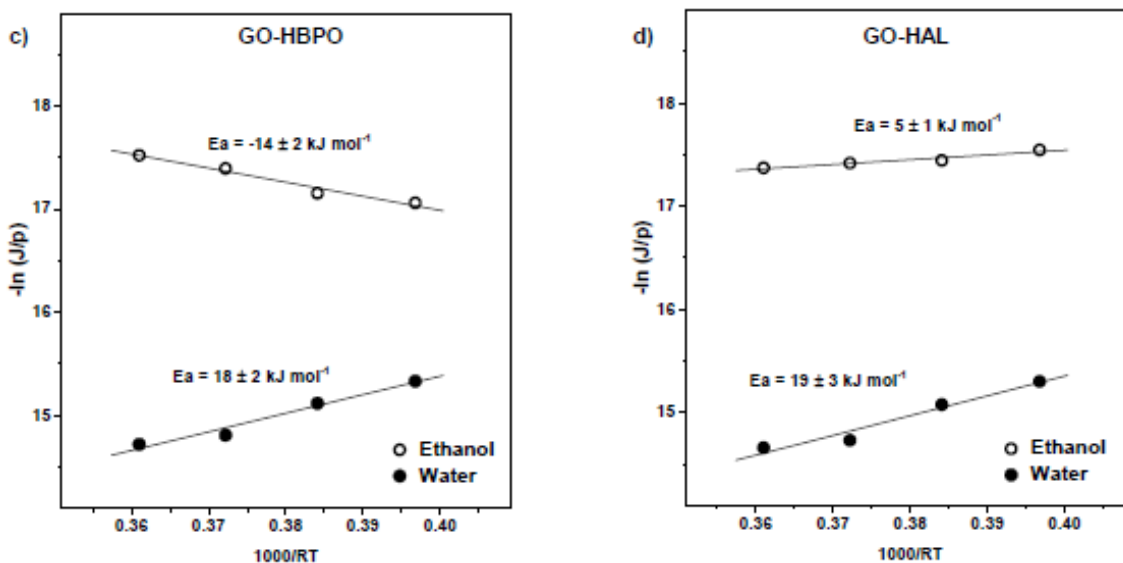 c)
GO-HBPO
18
17
16
15
-ln (J/p)
Ea = -14 ± 2 kJ mol⁻¹
Ea = 18 ± 2 kJ mol⁻¹
Ethanol
Water
0.36 0.37 0.38 0.39 0.40
1000/RT
d)
GO-HAL
18
17
16
15
-ln (J/p)
Ea = 5 ± 1 kJ mol⁻¹
Ea = 19 ± 3 kJ mol⁻¹
Ethanol
Water
0.36 0.37 0.38 0.39 0.40
1000/RT